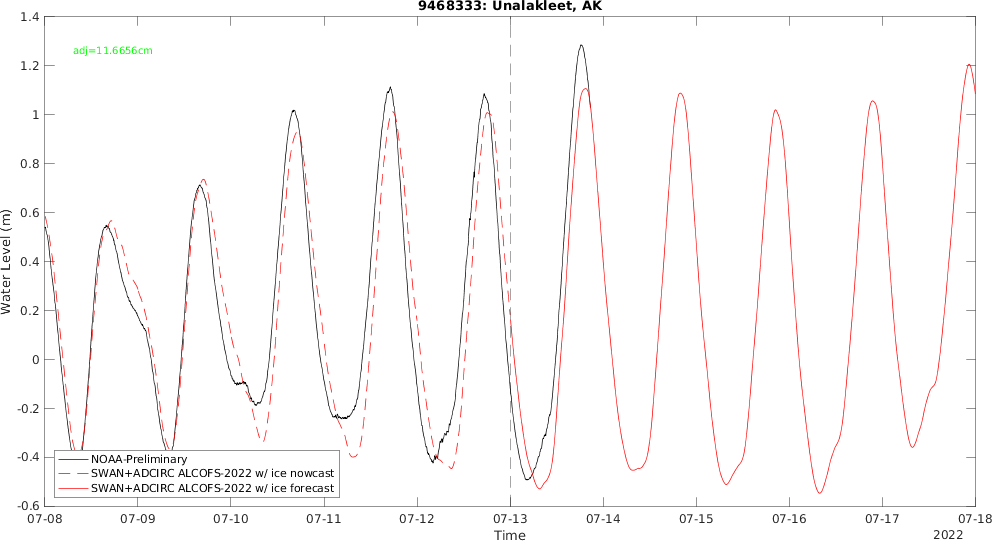 9468333: Unalakleet, AK
adj=11.6656cm
Water Level (m)
1.4
1.2
1
0.8
0.6
0.4
0.2
0
-0.2
-0.4
-0.6
NOAA-Preliminary
SWAN+ADCIRC ALCOFS-2022 w/ ice nowcast
SWAN+ADCIRC ALCOFS-2022 w/ ice forecast
07-08 07-09 07-10 07-11 07-12 07-13 07-14 07-15 07-16 07-17 07-18
Time
2022